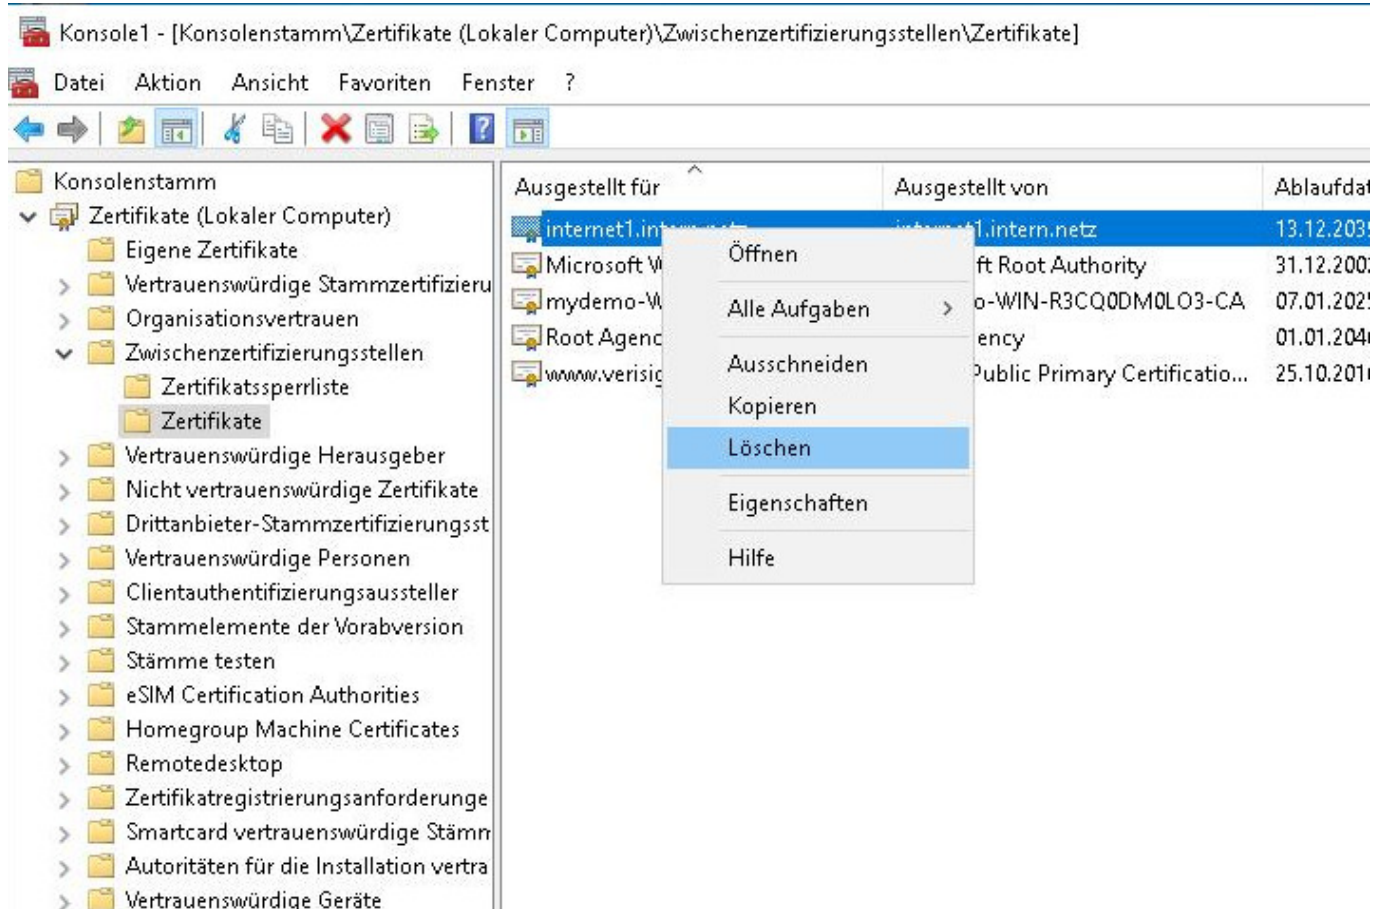 Konsole1 - [Konsolenstamm\Zertifikate (Lokaler Computer)\Zwischenzertifizierungsstellen\Zertifikate]
Datei Aktion Ansicht Favoriten Fenster ?
Konsolenstamm
Zertifikate (Lokaler Computer)
Eigene Zertifikate
Vertrauenswürdige Stammzertifizieru
Organisationsvertrauen
Zwischenzertifizierungsstellen
Zertifikatssperrliste
Zertifikate
Vertrauenswürdige Herausgeber
Nicht vertrauenswürdige Zertifikate
Drittanbieter-Stammzertifizierungsst
Vertrauenswürdige Personen
Clientauthentifizierungsaussteller
Stammelemente der Vorabversion
Stämme testen
eSIM Certification Authorities
Homegroup Machine Certificates
Remotedesktop
Zertifikatregistrierungsanforderunge
Smartcard vertrauenswürdige Stämm
Autoritäten für die Installation vertra
Vertrauenswürdige Geräte
Ausgestellt für Ausgestellt von Ablaufdat
internet1.intern.netz internet1.intern.netz 13.12.203
Microsoft W ft Root Authority 31.12.200
mydemo-W o-WIN-R3CQ0DM0LO3-CA 07.01.202
Root Agenc ency 01.01.204
www.verisig Public Primary Certificatio... 25.10.201
Öffnen
Alle Aufgaben
Ausschneiden
Kopieren
Löschen
Eigenschaften
Hilfe